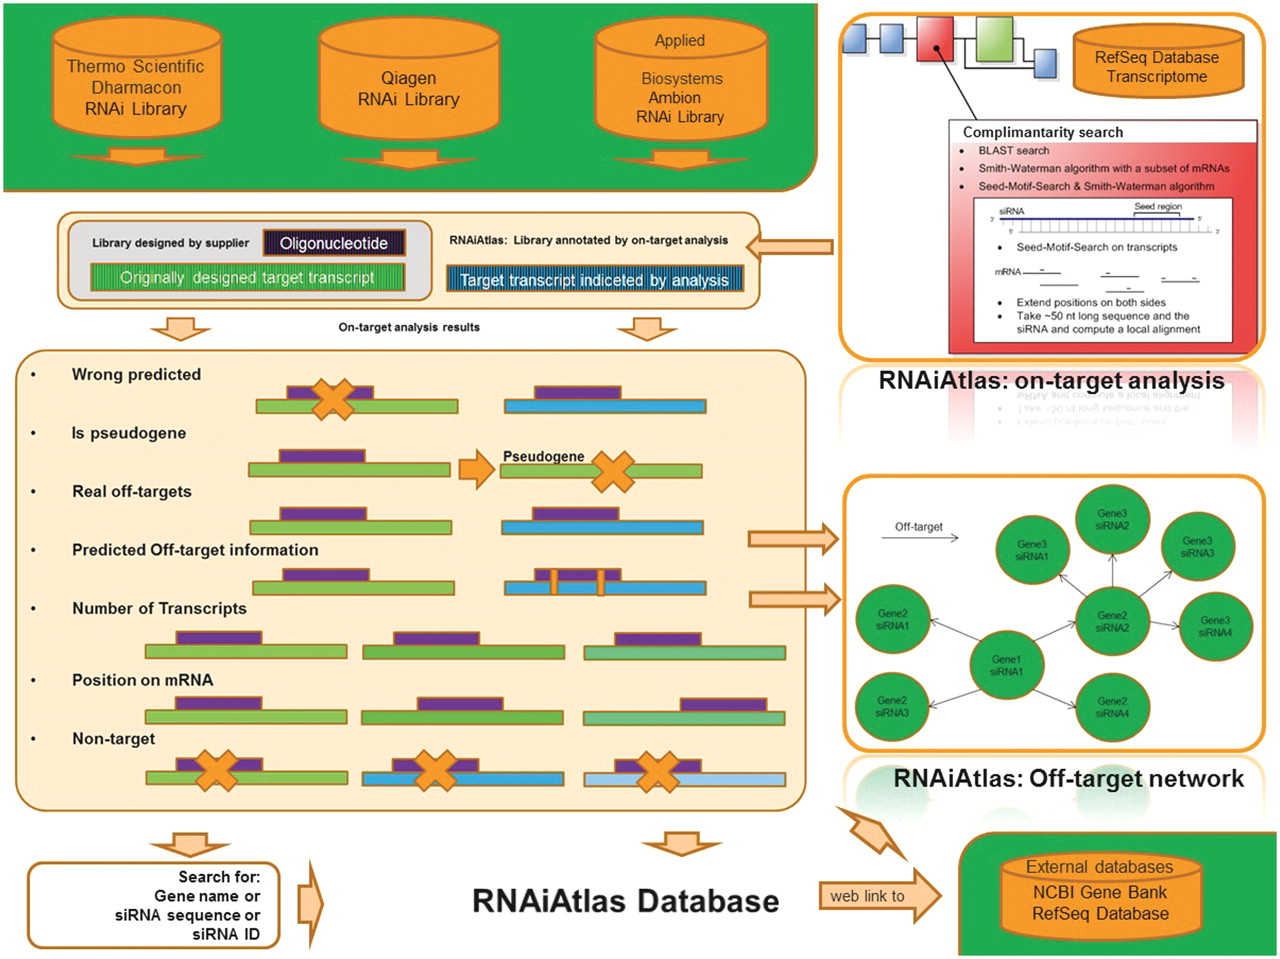 Thermo Scientific
Dharmacon
RNAi Library
Qiagen
RNAi Library
Applied
Biosystems
Ambion
RNAi Library
RefSeq Database
Transcriptome
Complimantarity search
• BLAST search
• Smith-Waterman algorithm with a subset of mRNAs
• Seed-Motif-Search & Smith-Waterman algorithm
siRNA
Seed region
3' 5'
• Seed-Motif-Search on transcripts
mRNA
• Extend positions on both sides
• Take ~50 nt long sequence and the
siRNA and compute a local alignment
RNAiAtlas: on-target analysis
Library designed by supplier
Oligonucleotide
Originally designed target transcript
RNAiAtlas: Library annotated by on-target analysis
Target transcript indiceted by analysis
On-target analysis results
• Wrong predicted
• Is pseudogene
Pseudogene
• Real off-targets
• Predicted Off-target information
• Number of Transcripts
• Position on mRNA
• Non-target
Off-target
Gene3
siRNA1
Gene3
siRNA2
Gene3
siRNA3
Gene2
siRNA1
Gene2
siRNA2
Gene3
siRNA4
Gene1
siRNA1
Gene2
siRNA3
Gene2
siRNA4
RNAiAtlas: Off-target network
Search for:
Gene name or
siRNA sequence or
siRNA ID
RNAiAtlas Database
web link to
External databases
NCBI Gene Bank
RefSeq Database